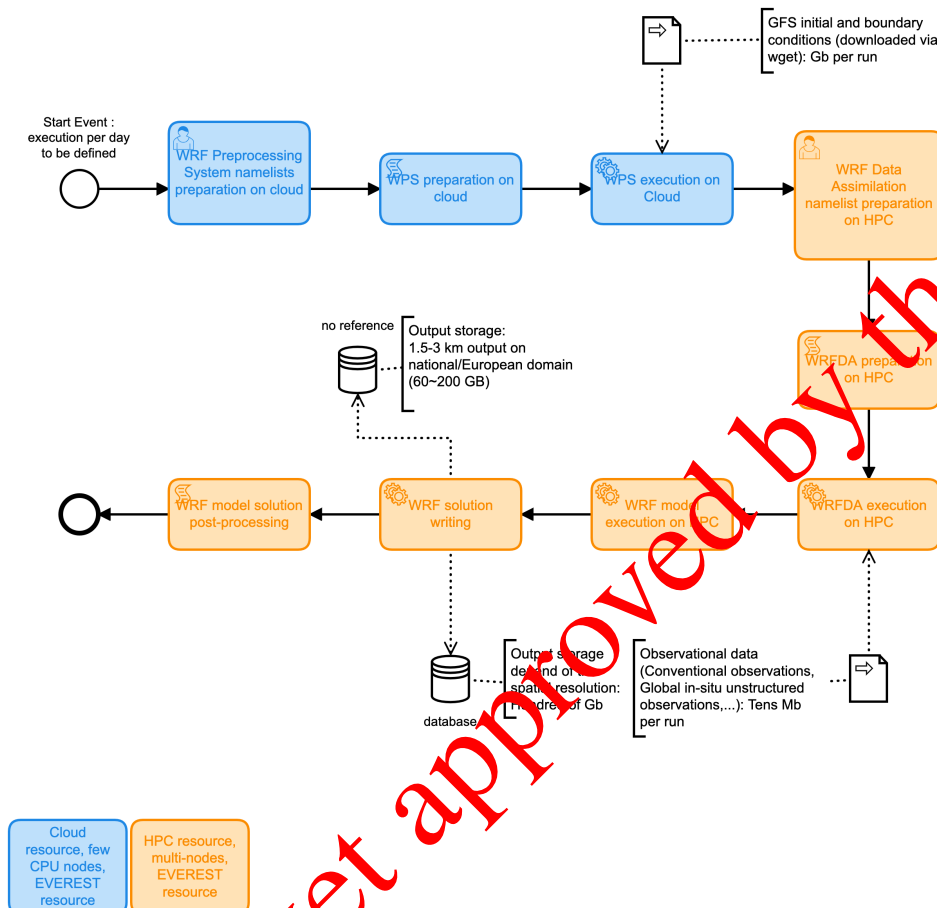 GFS initial and boundary
conditions (downloaded via
wget): Gb per run
Start Event :
execution per day
to be defined
WRF Preprocessing
System namelists
preparation on cloud
WPS preparation on
cloud
WPS execution on
Cloud
WRF Data
Assimilation
namelist preparation
on HPC
no reference
Output storage:
1.5-3 km output on
national/European domain
(60~200 GB)
WRFDA preparation
on HPC
WRF model solution
post-processing
WRF solution
writing
WRF model
execution on HPC
WRFDA execution
on HPC
Output storage
depend of
spatial resolution:
Hundred of Gb
database
Observational data
(Conventional observations,
Global in-situ unstructured
observations,...): Tens Mb
per run
Cloud
resource, few
CPU nodes,
EVEREST
resource
HPC resource,
multi-nodes,
EVEREST
resource
approved by